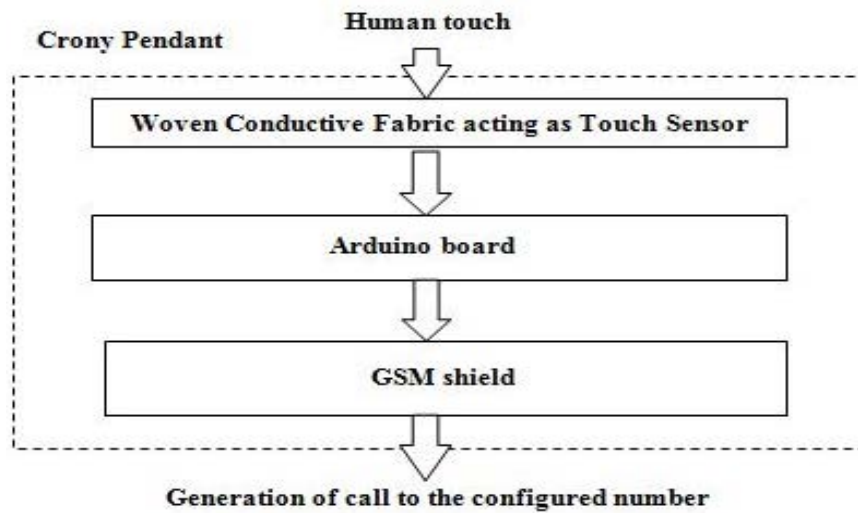 Human touch
Crony Pendant
Woven Conductive Fabric acting as Touch Sensor
Arduino board
GSM shield
Generation of call to the configured number